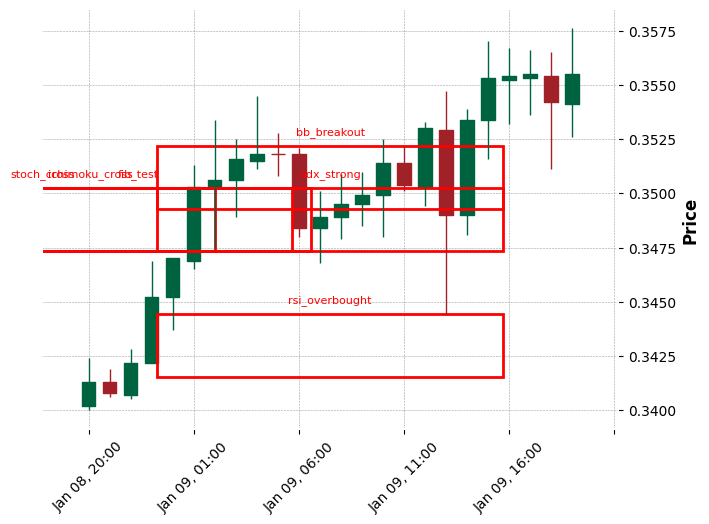 0.3575
0.3550
0.3525
0.3500
0.3475
0.3450
0.3425
0.3400
Price
bb_breakout
stoch_cross
ichimoku_cross
fib_test
adx_strong
rsi_overbought
Jan 08, 20:00
Jan 09, 01:00
Jan 09, 06:00
Jan 09, 11:00
Jan 09, 16:00